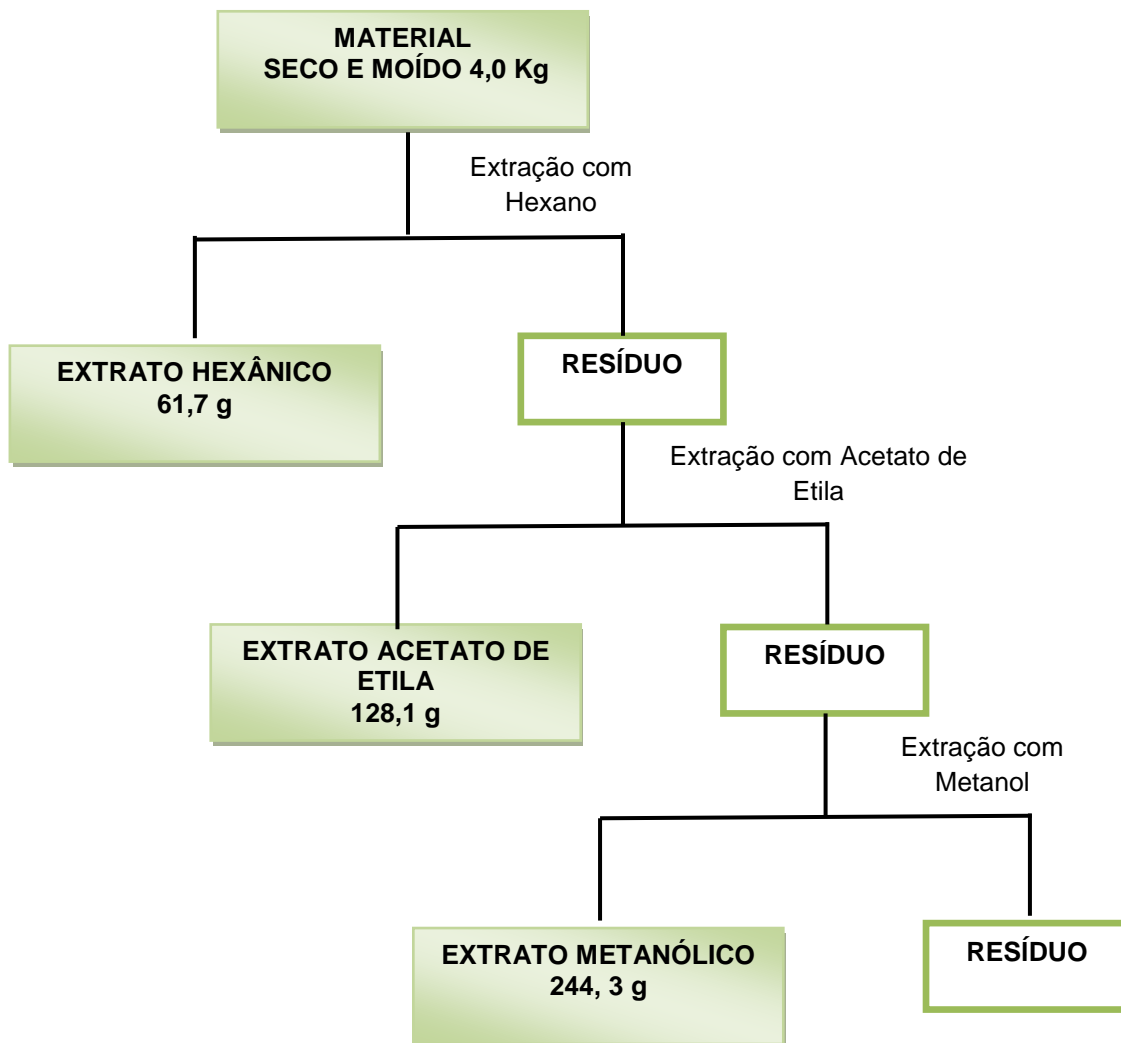 MATERIAL
SECO E MOÍDO 4,0 Kg
Extração com
Hexano
EXTRATO HEXÂNICO
61,7 g
RESÍDUO
Extração com Acetato de
Etila
EXTRATO ACETATO DE
ETILA
128,1 g
RESÍDUO
Extração com
Metanol
EXTRATO METANÓLICO
244, 3 g
RESÍDUO